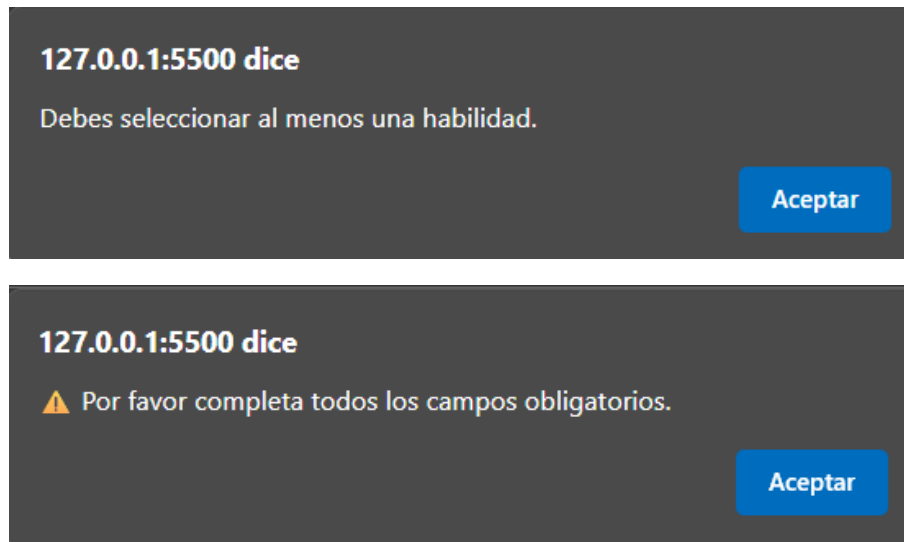 127.0.0.1:5500 dice
Debes seleccionar al menos una habilidad.
Aceptar
127.0.0.1:5500 dice
⚠ Por favor completa todos los campos obligatorios.
Aceptar